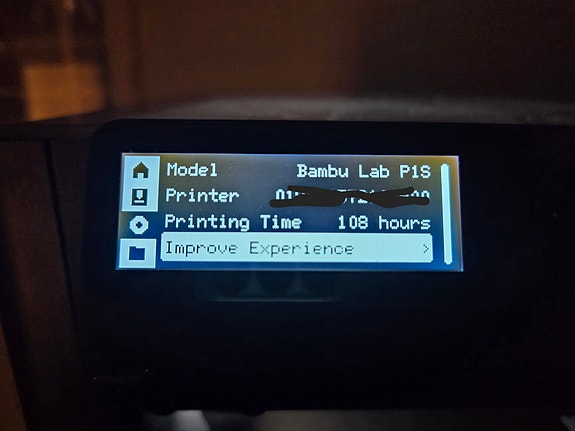 Model Bambu Lab P1S
Printer
Printing Time 108 hours
Improve Experience >